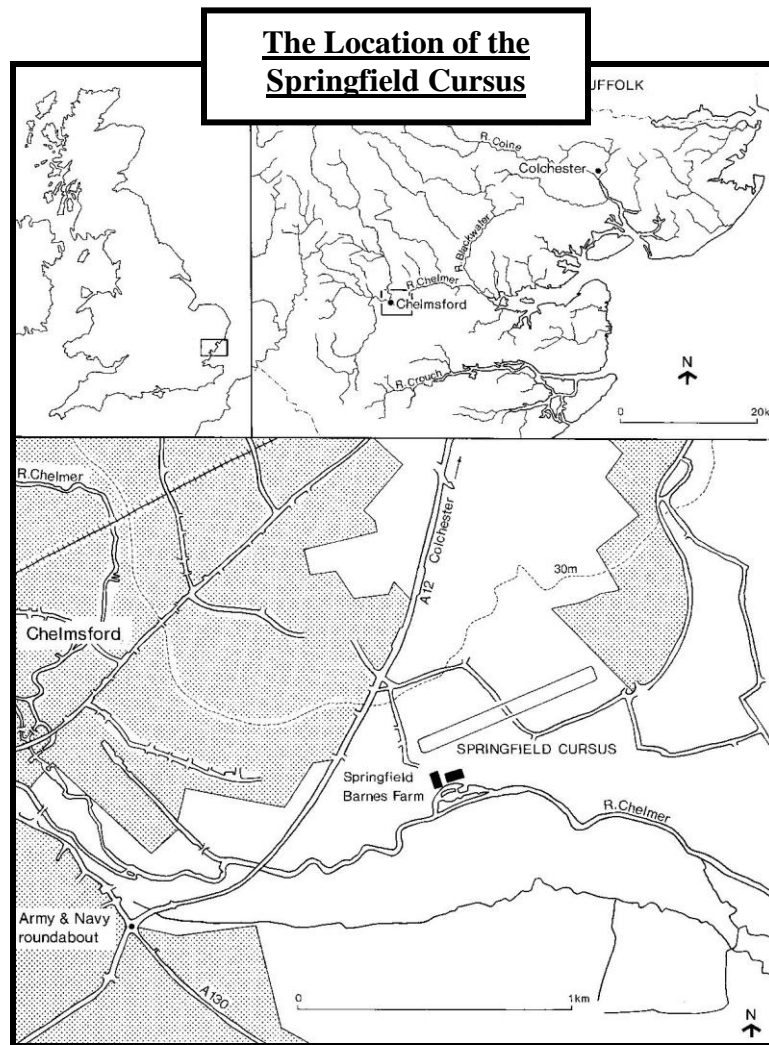 The Location of the
Springfield Cursus
UFFOLK
R.Colne
Colchester
R.Blackwater
R.Chelmer
Chelmsford
R.Crouch
N
0 20k
R.Chelmer
A12 Colchester
30m
Chelmsford
SPRINGFIELD CURSUS
Springfield
Barnes Farm
R.Chelmer
Army & Navy
roundabout
A130
0 1km
N